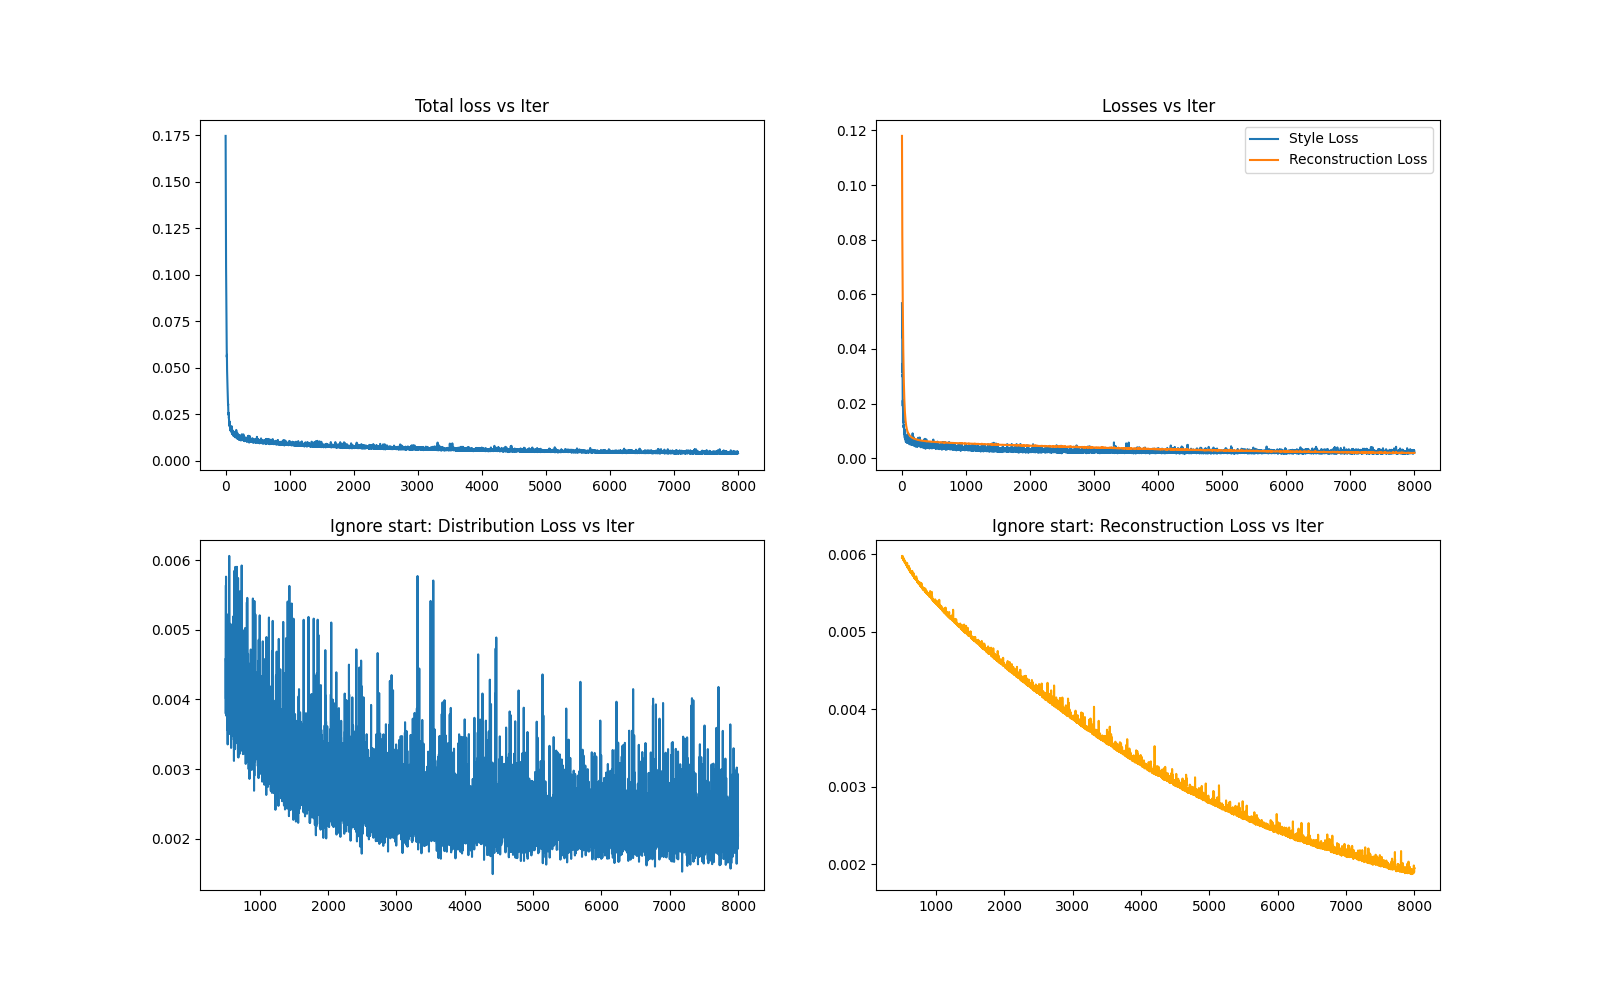 Total loss vs Iter
0.175
0.150
0.125
0.100
0.075
0.050
0.025
0.000
0 1000 2000 3000 4000 5000 6000 7000 8000
Losses vs Iter
Style Loss
Reconstruction Loss
0.12
0.10
0.08
0.06
0.04
0.02
0.00
0 1000 2000 3000 4000 5000 6000 7000 8000
Ignore start: Distribution Loss vs Iter
0.006
0.005
0.004
0.003
0.002
1000 2000 3000 4000 5000 6000 7000 8000
Ignore start: Reconstruction Loss vs Iter
0.006
0.005
0.004
0.003
0.002
1000 2000 3000 4000 5000 6000 7000 8000